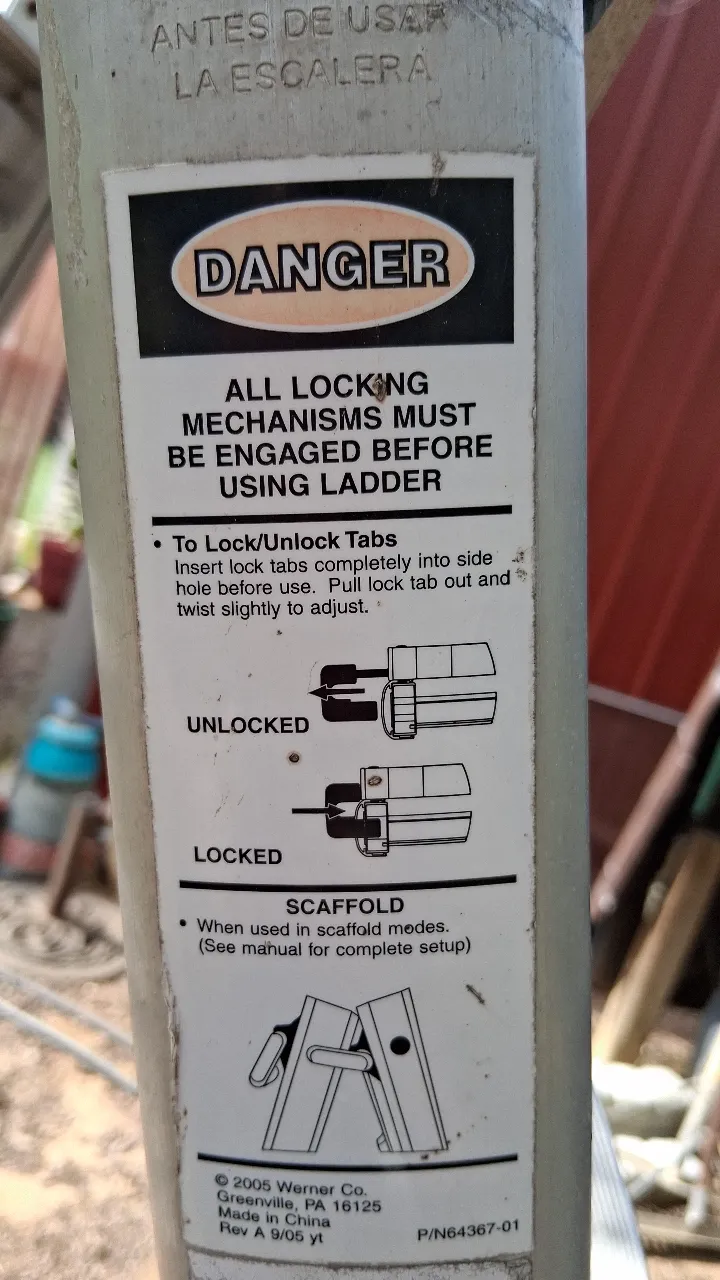 ANTES DE USAR
LA ESCALERA
DANGER
ALL LOCKING
MECHANISMS MUST
BE ENGAGED BEFORE
USING LADDER
• To Lock/Unlock Tabs
Insert lock tabs completely into side
hole before use. Pull lock tab out and
twist slightly to adjust.
UNLOCKED
LOCKED
SCAFFOLD
• When used in scaffold modes.
(See manual for complete setup)
© 2005 Werner Co.
Greenville, PA 16125
Made in China
Rev A 9/05 yt
P/N64367-01